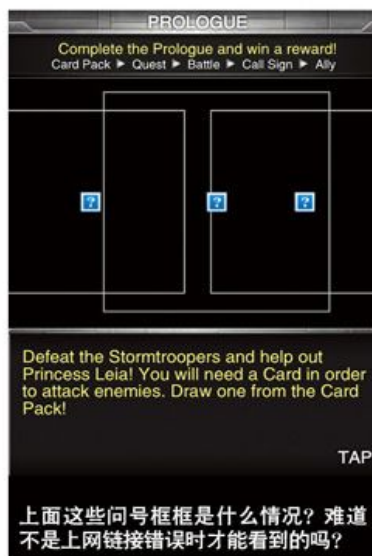 PROLOGUE
Complete the Prologue and win a reward!
Card Pack ▶ Quest ▶ Battle ▶ Call Sign ▶ Ally
?
?
?
Defeat the Stormtroopers and help out
Princess Leia! You will need a Card in order
to attack enemies. Draw one from the Card
Pack!
TAP
上面这些问号框框是什么情况？难道
不是上网链接错误时才能看到的吗？